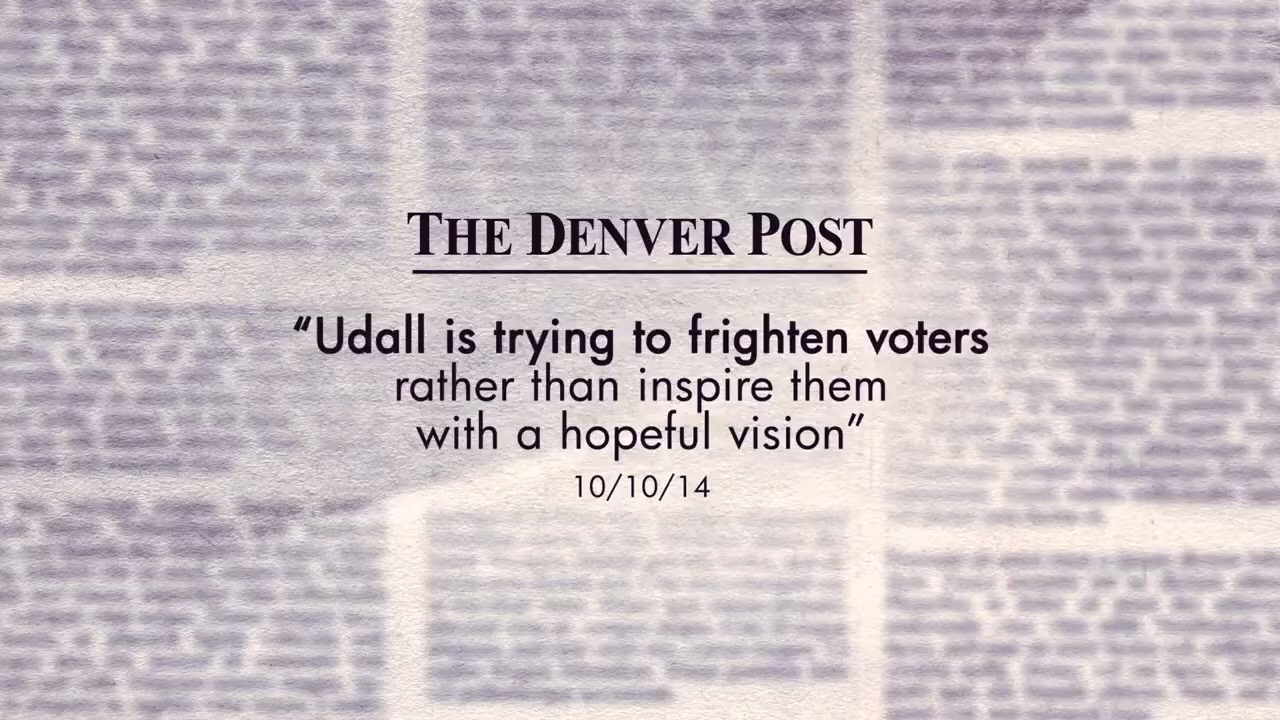 THE DENVER POST
“Udall is trying to frighten voters
rather than inspire them
with a hopeful vision”
10/10/14